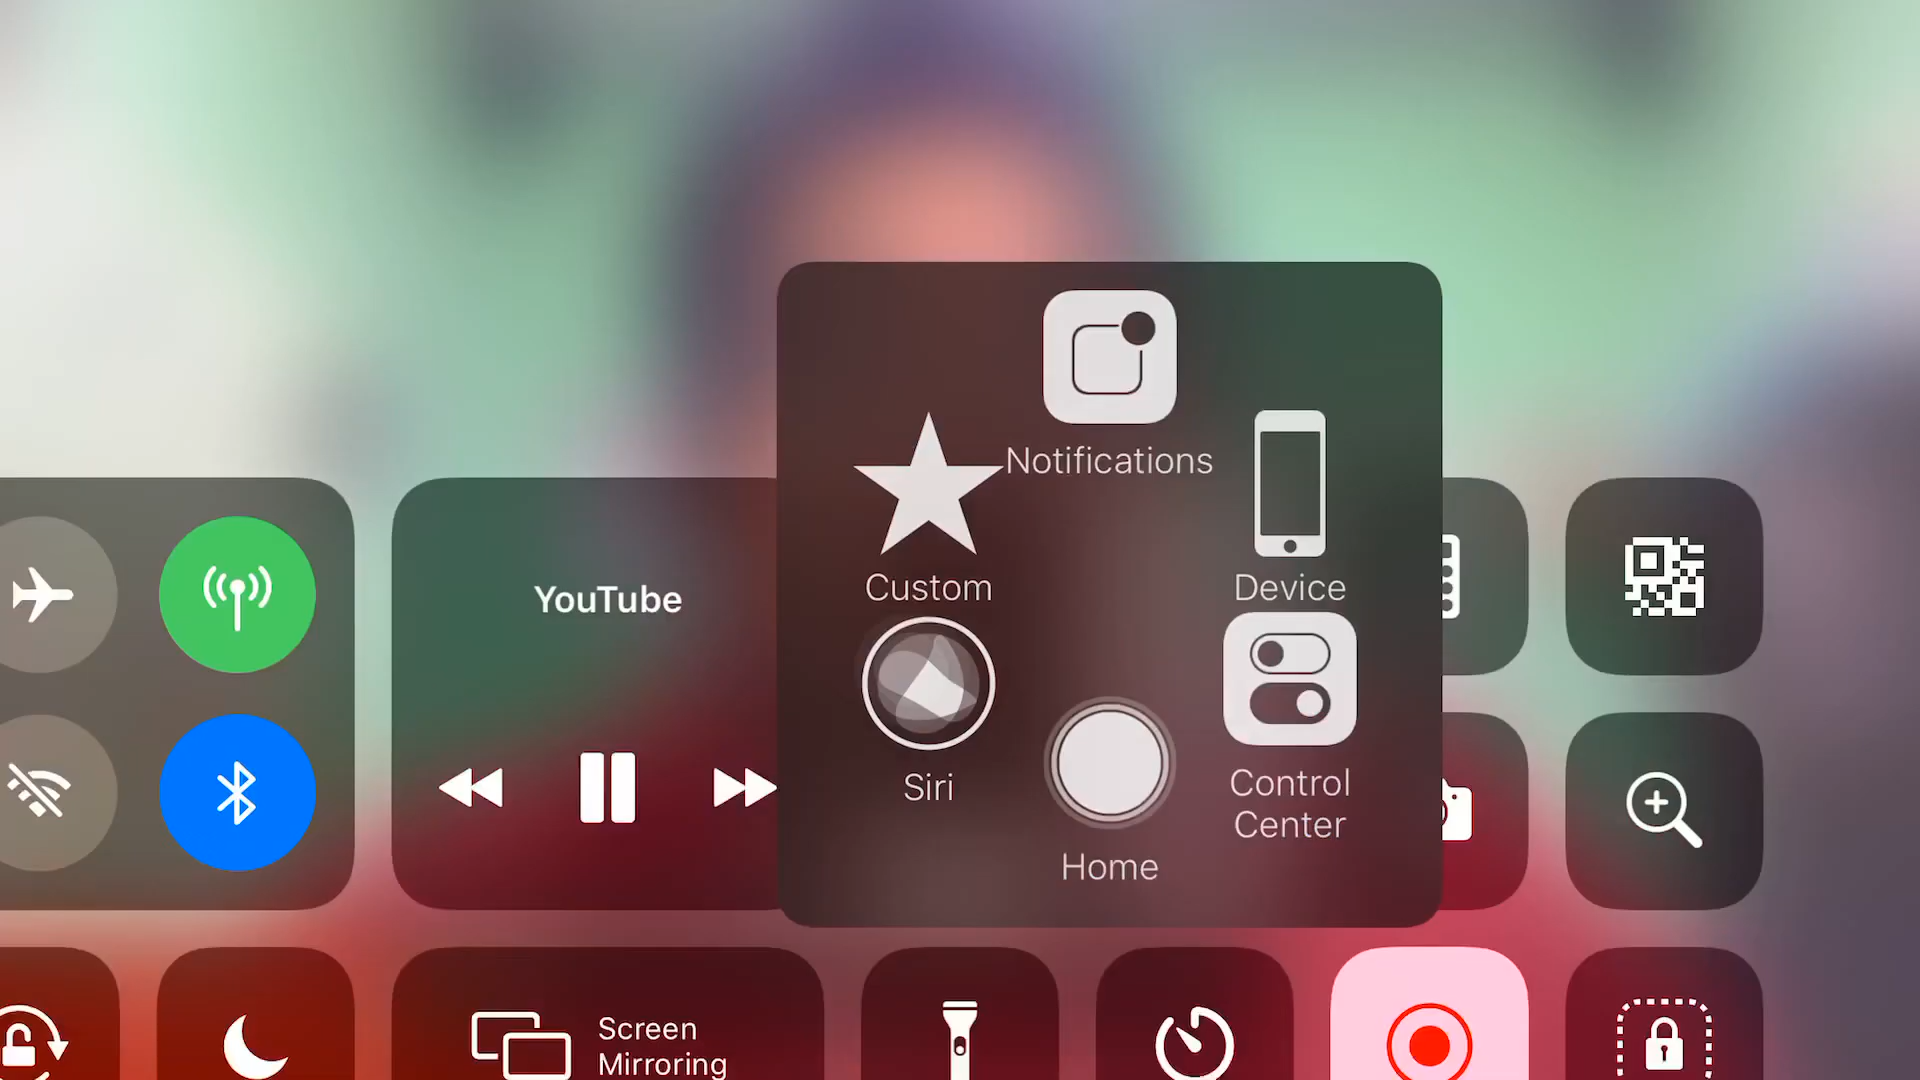 Notifications
Custom
Device
YouTube
Siri
Control
Center
Home
Screen
Mirroring